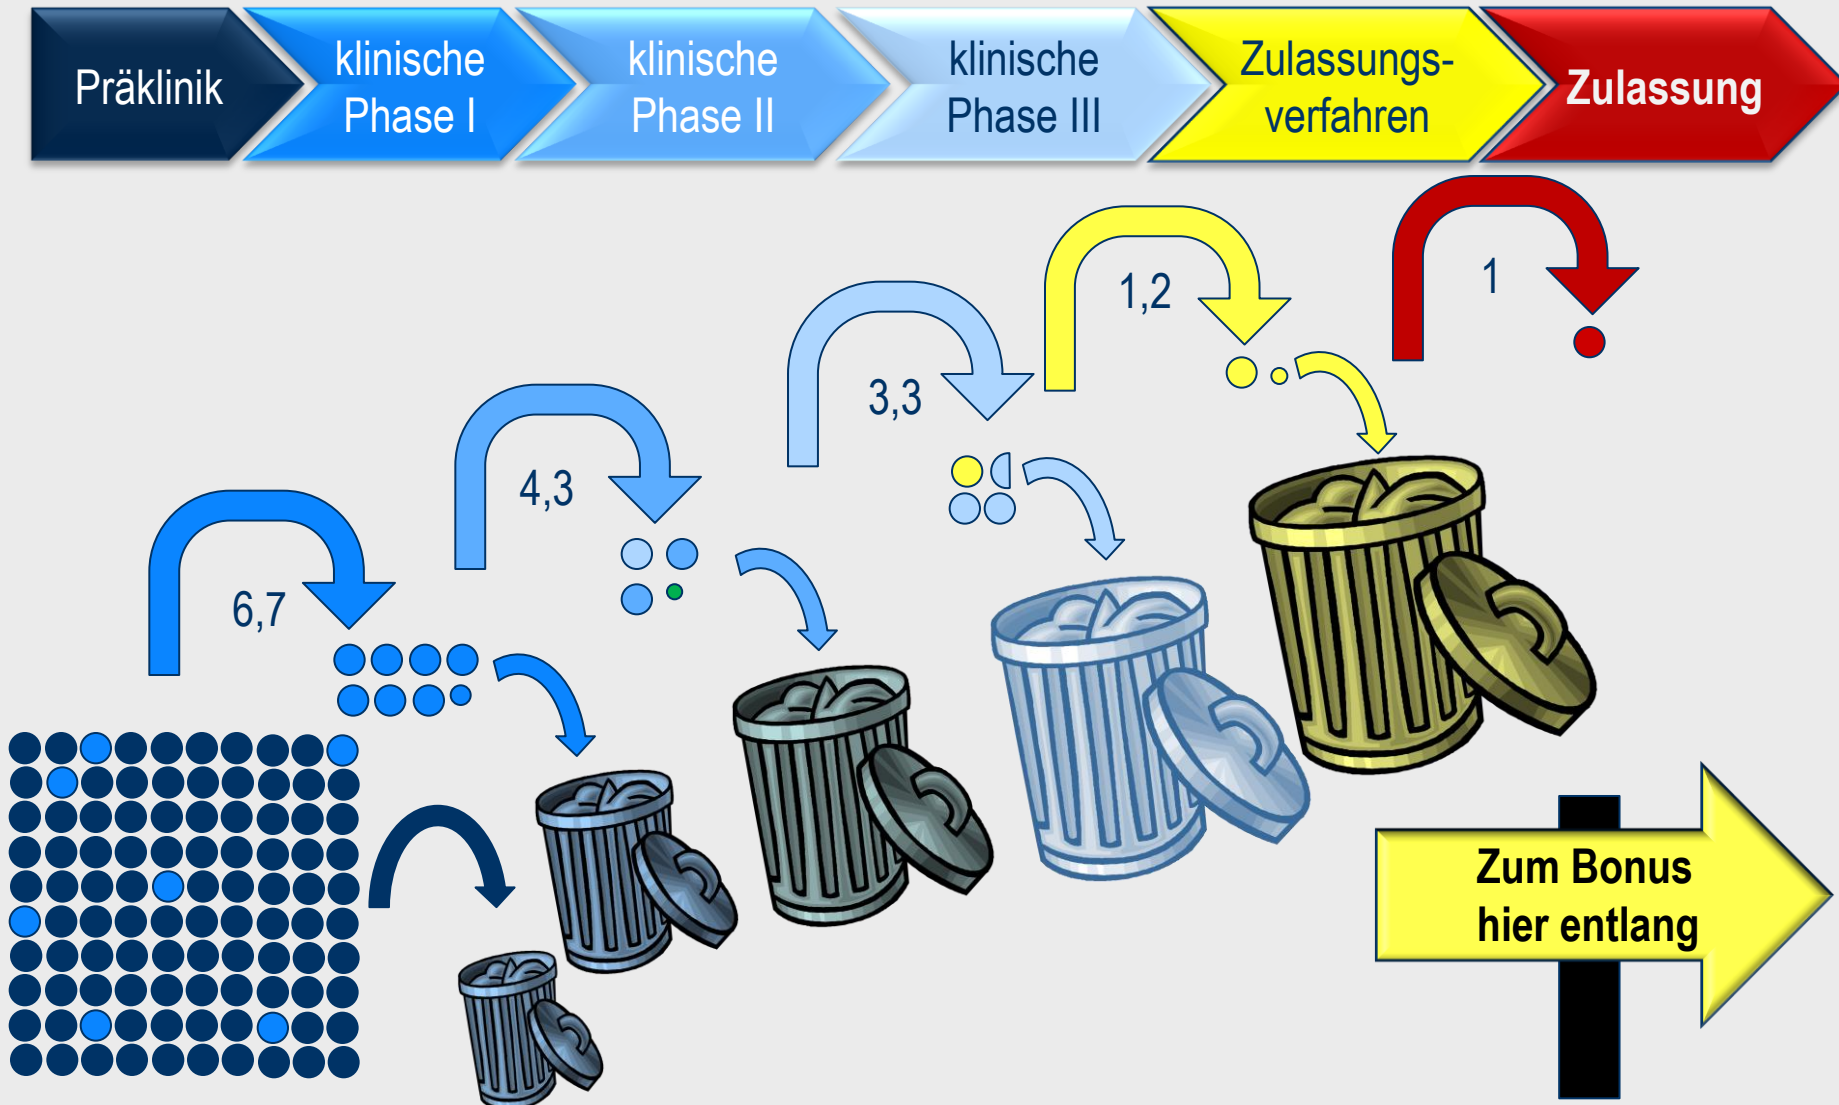 Präklinik
klinische
Phase I
klinische
Phase II
klinische
Phase III
Zulassungs-
verfahren
Zulassung
6,7
4,3
3,3
1,2
1
Zum Bonus
hier entlang